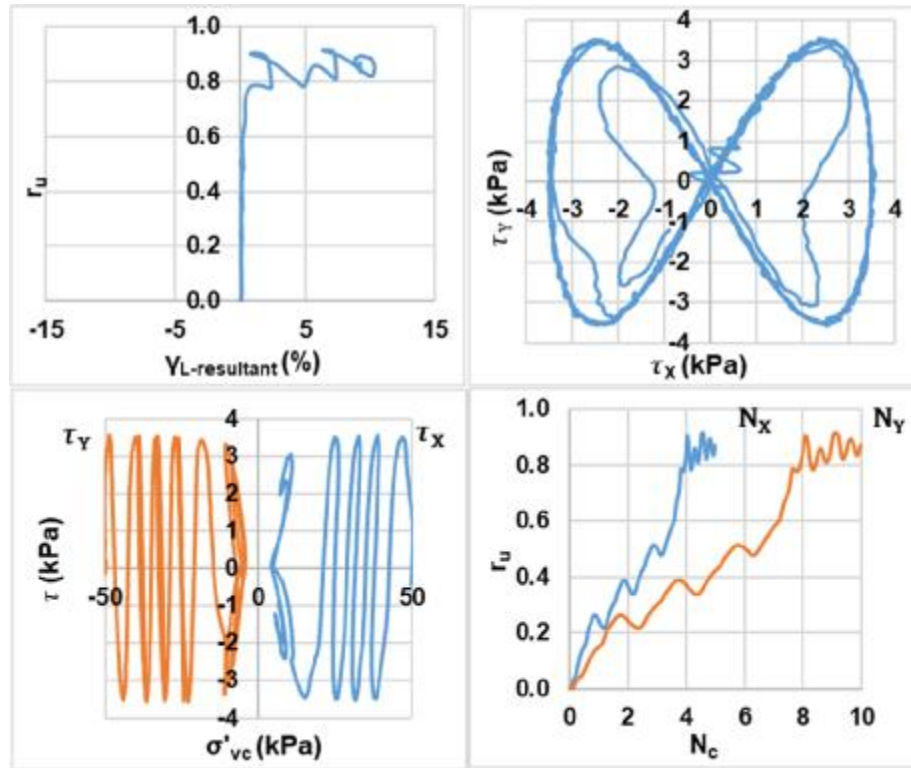 1.0
0.8
0.6
0.4
0.2
0.0
r_u
-15 -5 5 15
γ_L-resultant (%)
4
3
2
1
0
-4 -3 -2 -1 0 1 2 3 4
-1
-2
-3
-4
τ_Y (kPa)
τ_X (kPa)
τ_Y τ_X
4
3
2
1
0
-50 0 50
-1
-2
-3
-4
τ (kPa)
σ'_vc (kPa)
1.0 N_X N_Y
0.8
0.6
0.4
0.2
0.0
r_u
0 2 4 6 8 10
N_c